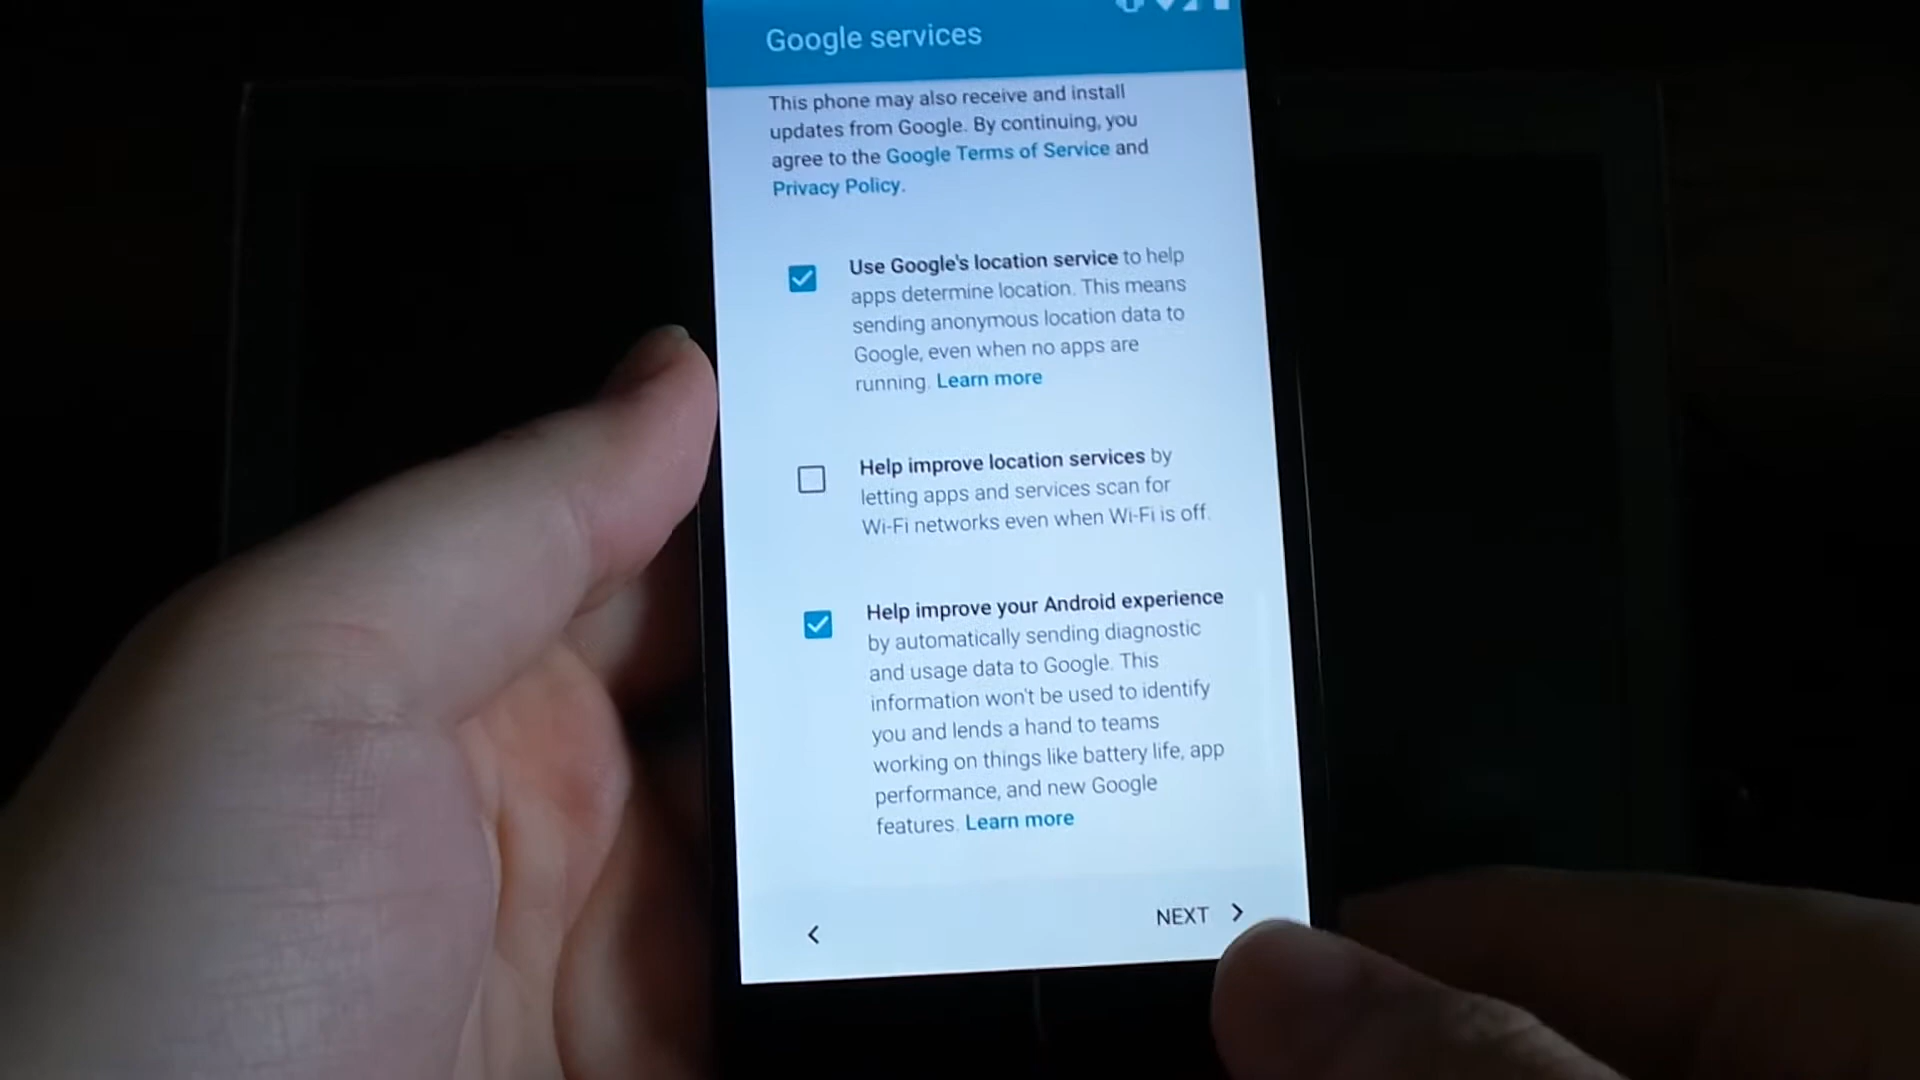 Google services
This phone may also receive and install
updates from Google. By continuing, you
agree to the Google Terms of Service and
Privacy Policy.
Use Google's location service to help
apps determine location. This means
sending anonymous location data to
Google, even when no apps are
running. Learn more
Help improve location services by
letting apps and services scan for
Wi-Fi networks even when Wi-Fi is off.
Help improve your Android experience
by automatically sending diagnostic
and usage data to Google. This
information won't be used to identify
you and lends a hand to teams
working on things like battery life, app
performance, and new Google
features. Learn more
NEXT